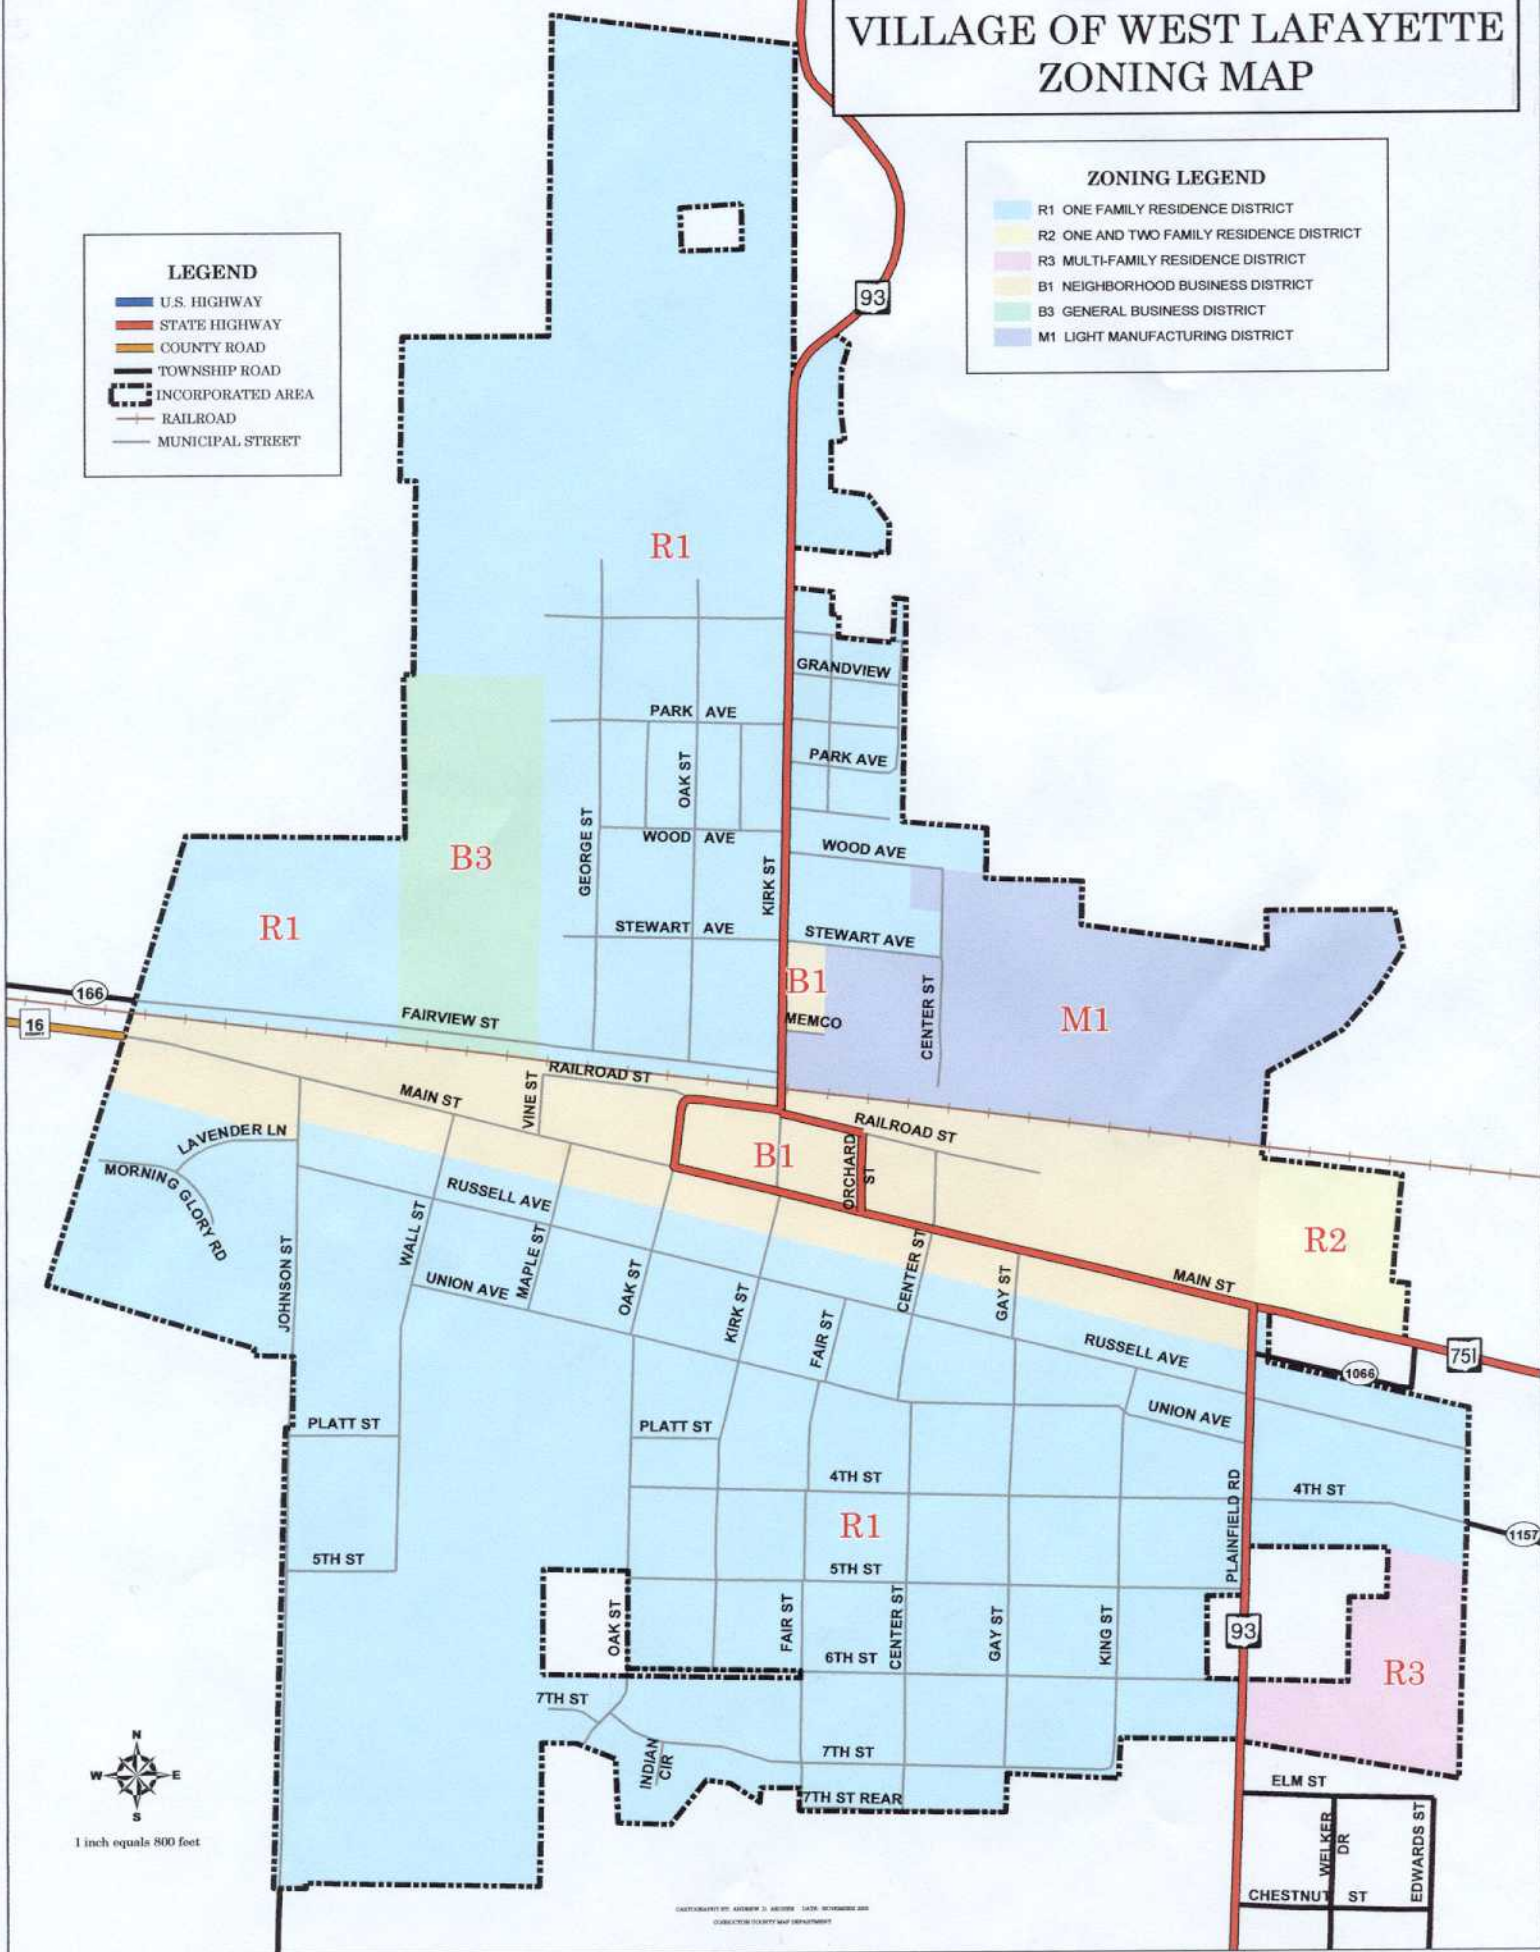 VILLAGE OF WEST LAFAYETTE
ZONING MAP
ZONING LEGEND
R1 ONE FAMILY RESIDENCE DISTRICT
R2 ONE AND TWO FAMILY RESIDENCE DISTRICT
R3 MULTI-FAMILY RESIDENCE DISTRICT
B1 NEIGHBORHOOD BUSINESS DISTRICT
B3 GENERAL BUSINESS DISTRICT
M1 LIGHT MANUFACTURING DISTRICT
LEGEND
U.S. HIGHWAY
STATE HIGHWAY
COUNTY ROAD
TOWNSHIP ROAD
INCORPORATED AREA
RAILROAD
MUNICIPAL STREET
93
R1
GRANDVIEW
PARK AVE
PARK AVE
OAK ST
GEORGE ST
WOOD AVE
WOOD AVE
B3
KIRK ST
R1
STEWART AVE
STEWART AVE
B1
MEMCO
CENTER ST
M1
166
16
FAIRVIEW ST
RAILROAD ST
VINE ST
MAIN ST
RAILROAD ST
B1
ORCHARD
ST
LAVENDER LN
MORNING GLORY RD
RUSSELL AVE
WALL ST
MAPLE ST
JOHNSON ST
UNION AVE
OAK ST
KIRK ST
FAIR ST
CENTER ST
GAY ST
R2
MAIN ST
RUSSELL AVE
751
1066
UNION AVE
PLATT ST
PLATT ST
4TH ST
PLAINFIELD RD
4TH ST
R1
1157
5TH ST
5TH ST
OAK ST
FAIR ST
CENTER ST
GAY ST
KING ST
93
6TH ST
R3
7TH ST
INDIAN
CIR
7TH ST
7TH ST REAR
ELM ST
WELKER
DR
EDWARDS ST
CHESTNUT ST
N
W
E
S
1 inch equals 800 feet
COSHOCTON COUNTY MAP DEPARTMENT